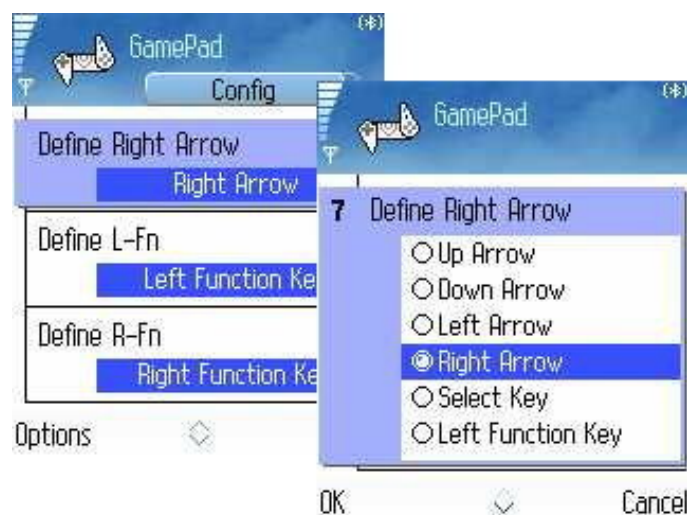 GamePad
Config
Define Right Arrow
Right Arrow
Define L-Fn
Left Function Ke
Define R-Fn
Right Function Ke
Options
GamePad
7 Define Right Arrow
Up Arrow
Down Arrow
Left Arrow
Right Arrow
Select Key
Left Function Key
OK Cancel